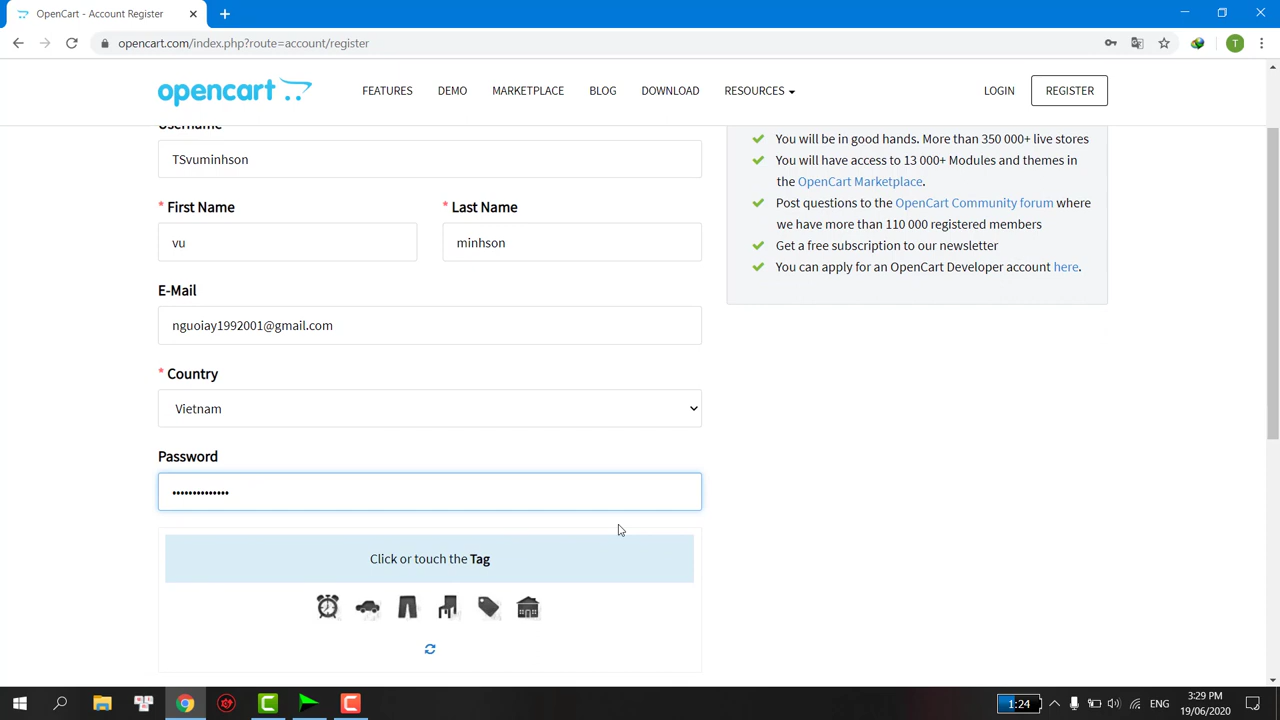 OpenCart - Account Register
opencart.com/index.php?route=account/register
T
opencart
FEATURES
DEMO
MARKETPLACE
BLOG
DOWNLOAD
RESOURCES
LOGIN
REGISTER
Username
TSvuminhson
* First Name
* Last Name
vu
minhson
E-Mail
nguoiay1992001@gmail.com
* Country
Vietnam
Password
••••••••••••••
Click or touch the Tag
You will be in good hands. More than 350 000+ live stores
You will have access to 13 000+ Modules and themes in
the OpenCart Marketplace.
Post questions to the OpenCart Community forum where
we have more than 110 000 registered members
Get a free subscription to our newsletter
You can apply for an OpenCart Developer account here.
1:24
ENG
3:29 PM
19/06/2020